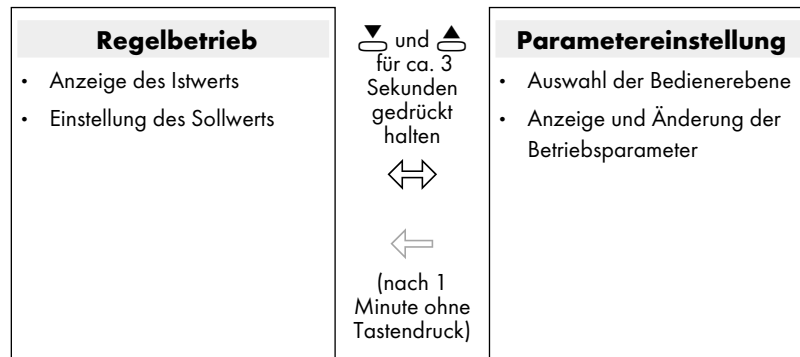 Regelbetrieb
• Anzeige des Istwerts
• Einstellung des Sollwerts
und
für ca. 3
Sekunden
gedrückt
halten
(nach 1
Minute ohne
Tastendruck)
Parametereinstellung
• Auswahl der Bedienerebene
• Anzeige und Änderung der
Betriebsparameter